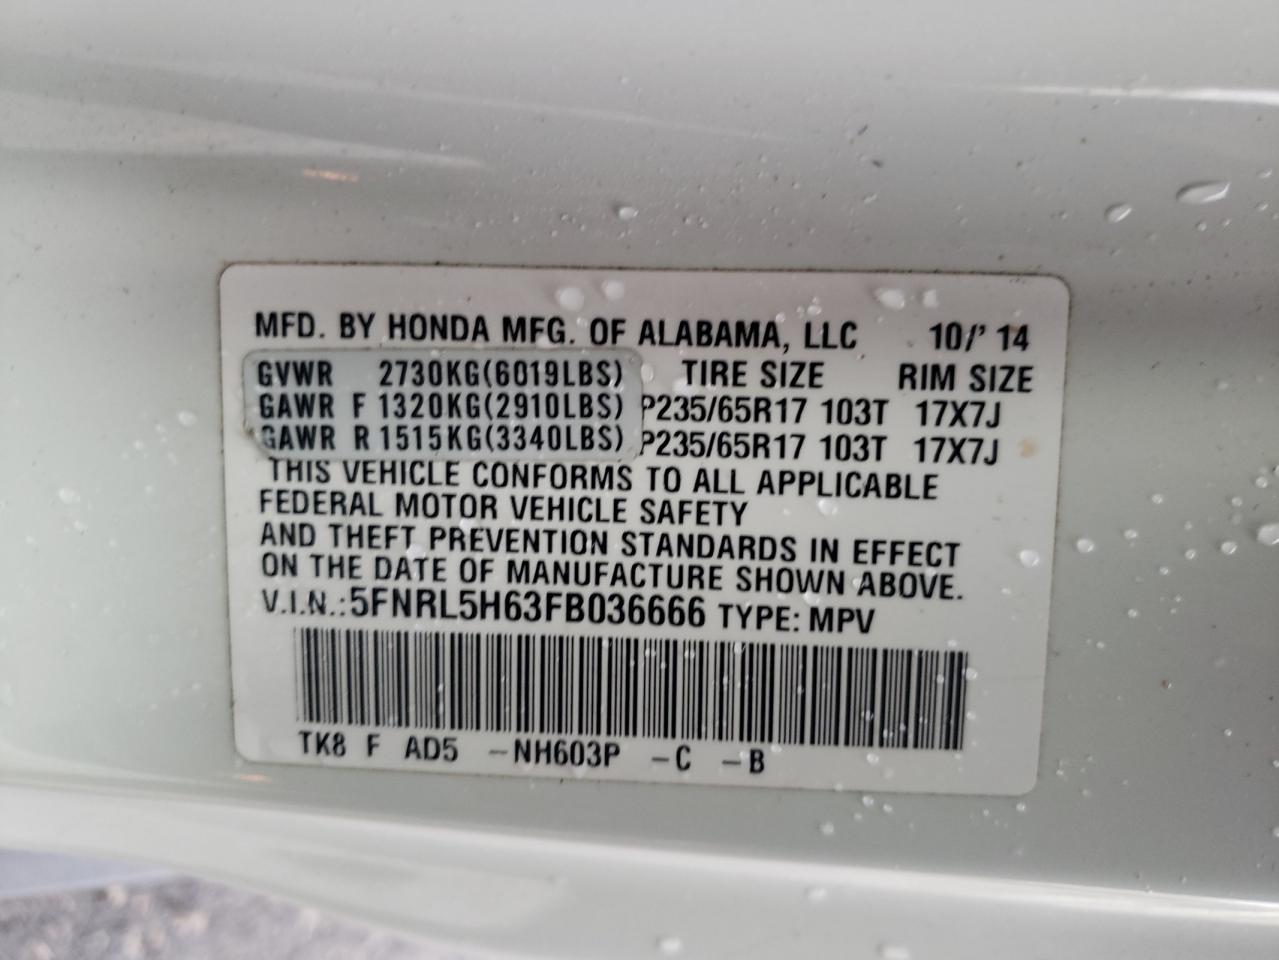 MFD. BY HONDA MFG. OF ALABAMA, LLC 10/' 14
GVWR 2730KG(6019LBS) TIRE SIZE RIM SIZE
GAWR F 1320KG(2910LBS) P235/65R17 103T 17X7J
GAWR R 1515KG(3340LBS) P235/65R17 103T 17X7J
THIS VEHICLE CONFORMS TO ALL APPLICABLE
FEDERAL MOTOR VEHICLE SAFETY
AND THEFT PREVENTION STANDARDS IN EFFECT
ON THE DATE OF MANUFACTURE SHOWN ABOVE.
V.I.N.: 5FNRL5H63FB036666 TYPE: MPV
TK8 F AD5 -NH603P -C -B